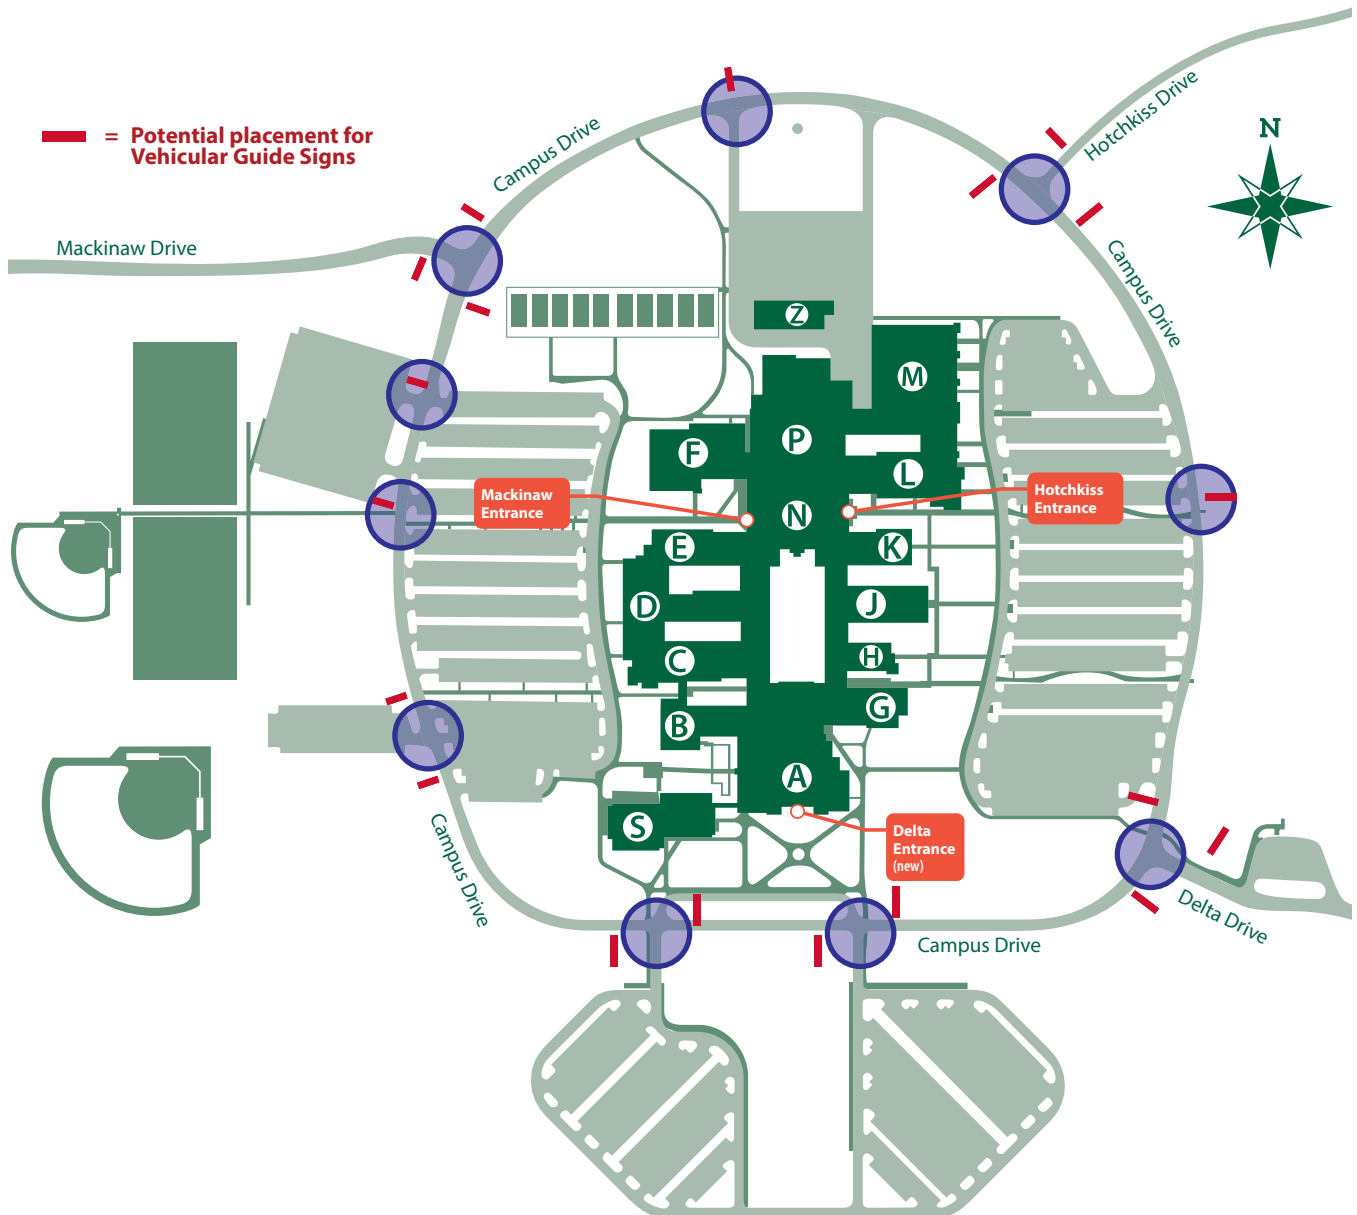 Hotchkiss Drive
N
= Potential placement for
Vehicular Guide Signs
Campus Drive
Mackinaw Drive
Campus Drive
Z
M
P
F
L
Mackinaw
Entrance
Hotchkiss
Entrance
N
E
K
D
J
C
H
B
G
A
S
Delta
Entrance
(new)
Campus Drive
Delta Drive
Campus Drive